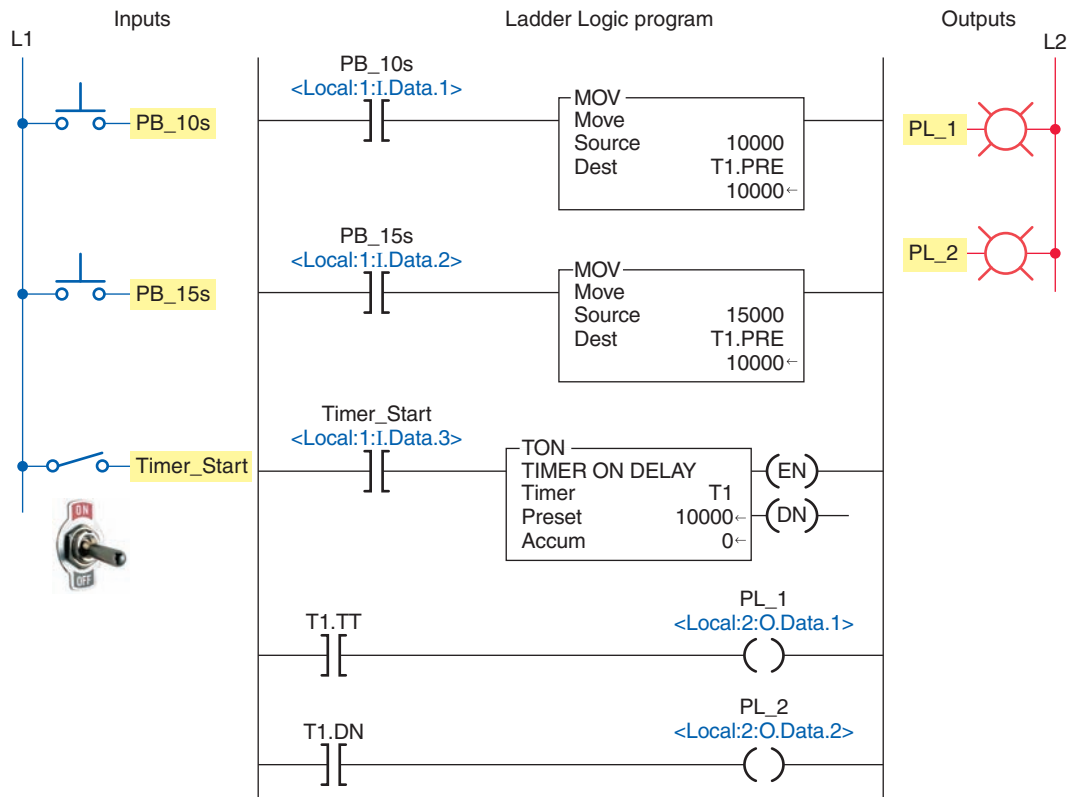 Inputs
Ladder Logic program
Outputs
L1
L2
PB_10s
<Local:1:I.Data.1>
PB_10s
MOV
Move
Source 10000
Dest T1.PRE
10000←
PL_1
PB_15s
<Local:1:I.Data.2>
PB_15s
MOV
Move
Source 15000
Dest T1.PRE
10000←
PL_2
Timer_Start
<Local:1:I.Data.3>
Timer_Start
TON
TIMER ON DELAY
Timer T1
Preset 10000←
Accum 0←
EN
DN
ON
OFF
T1.TT
PL_1
<Local:2:O.Data.1>
T1.DN
PL_2
<Local:2:O.Data.2>